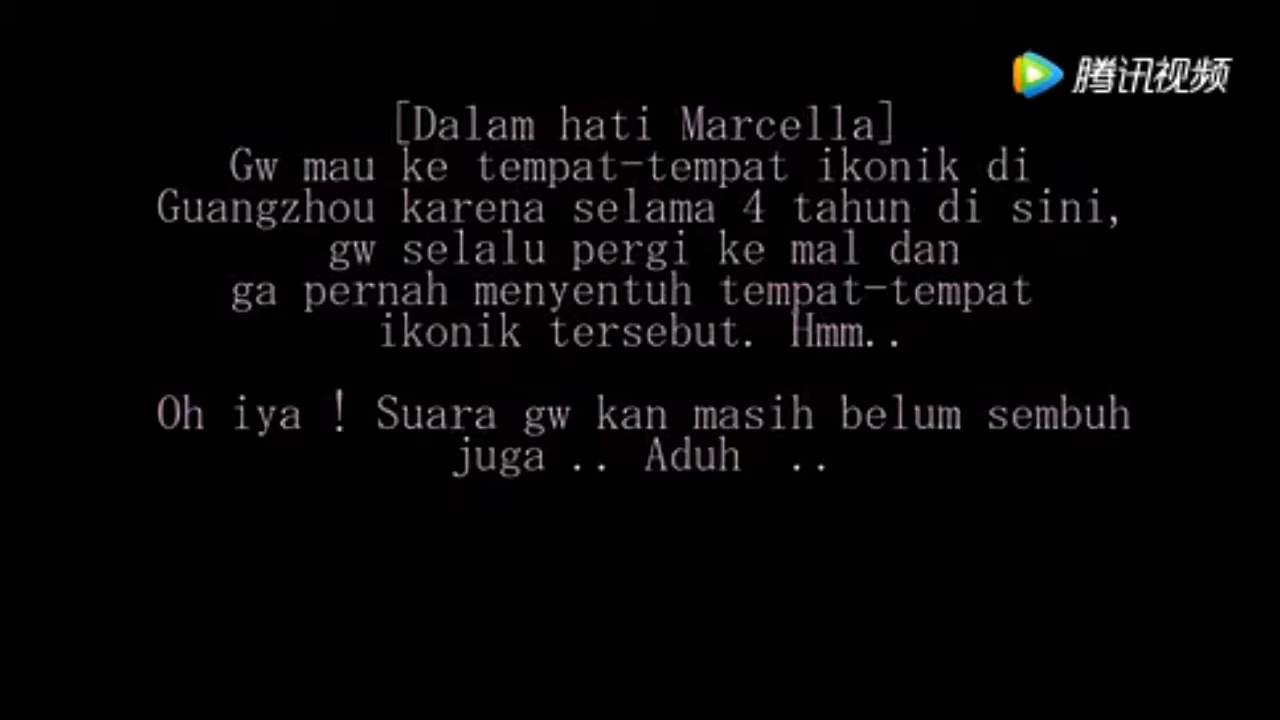 腾讯视频
[Dalam hati Marcella]
Gw mau ke tempat-tempat ikonik di
Guangzhou karena selama 4 tahun di sini,
gw selalu pergi ke mal dan
ga pernah menyentuh tempat-tempat
ikonik tersebut. Hmm..
Oh iya ! Suara gw kan masih belum sembuh
juga .. Aduh ..